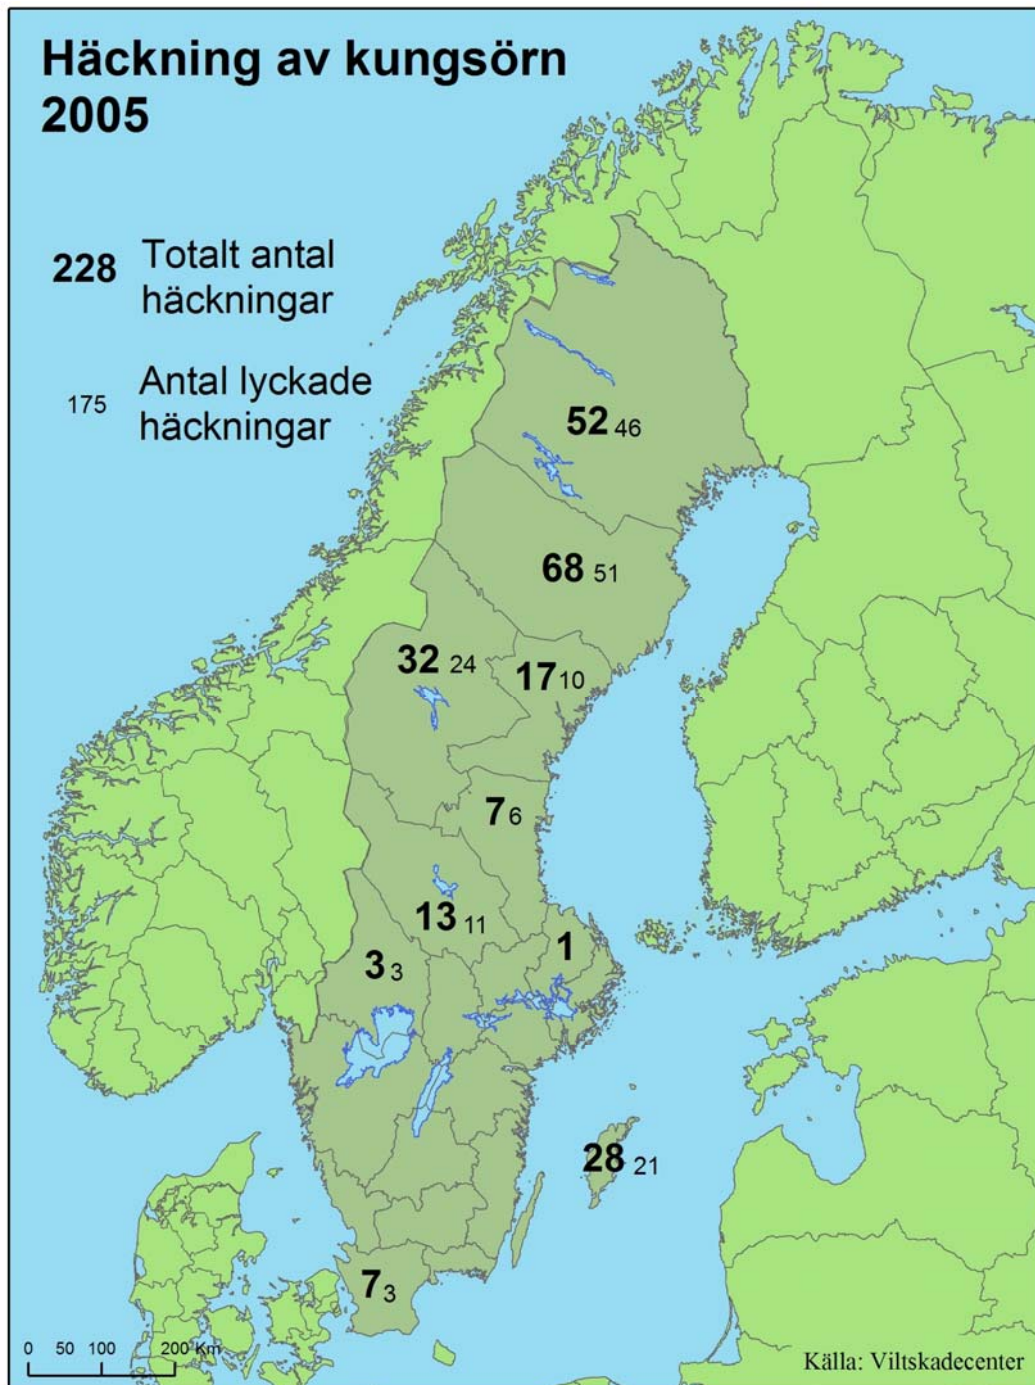 Häckning av kungsörn
2005
228 Totalt antal
häckningar
175 Antal lyckade
häckningar
52 46
68 51
32 24
17 10
7 6
13 11
3 3
1
28 21
7 3
0 50 100 200 Km
Källa: Viltskadecenter